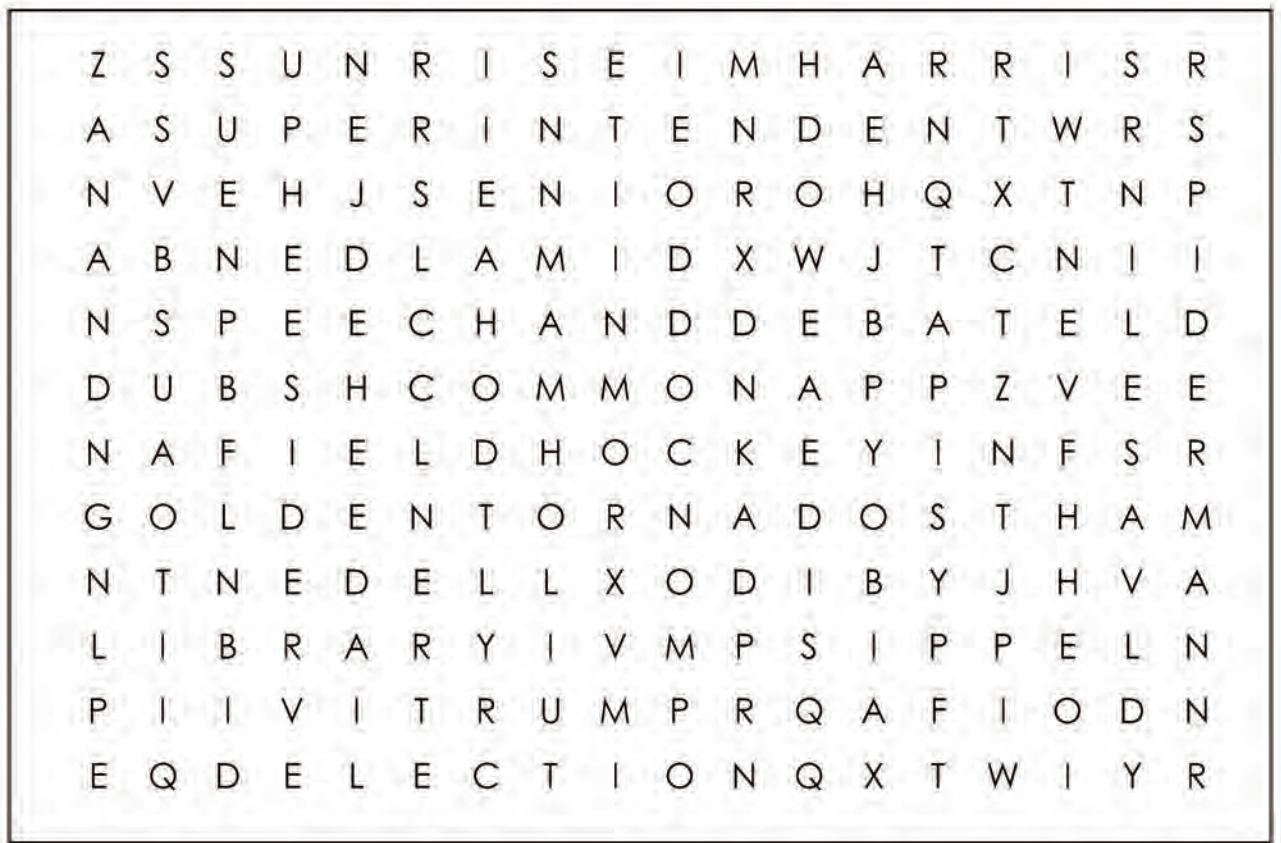 Z S S U N R I S E I M H A R R I S R
A S U P E R I N T E N D E N T W R S
N V E H J S E N I O R O H Q X T N P
A B N E D L A M I D X W J T C N I I
N S P E E C H A N D D E B A T E L D
D U B S H C O M M O N A P P Z V E E
N A F I E L D H O C K E Y I N F S R
G O L D E N T O R N A D O S T H A M
N T N E D E L L X O D I B Y J H V A
L I B R A R Y I V M P S I P P E L N
P I I V I T R U M P R Q A F I O D N
E Q D E L E C T I O N Q X T W I Y R